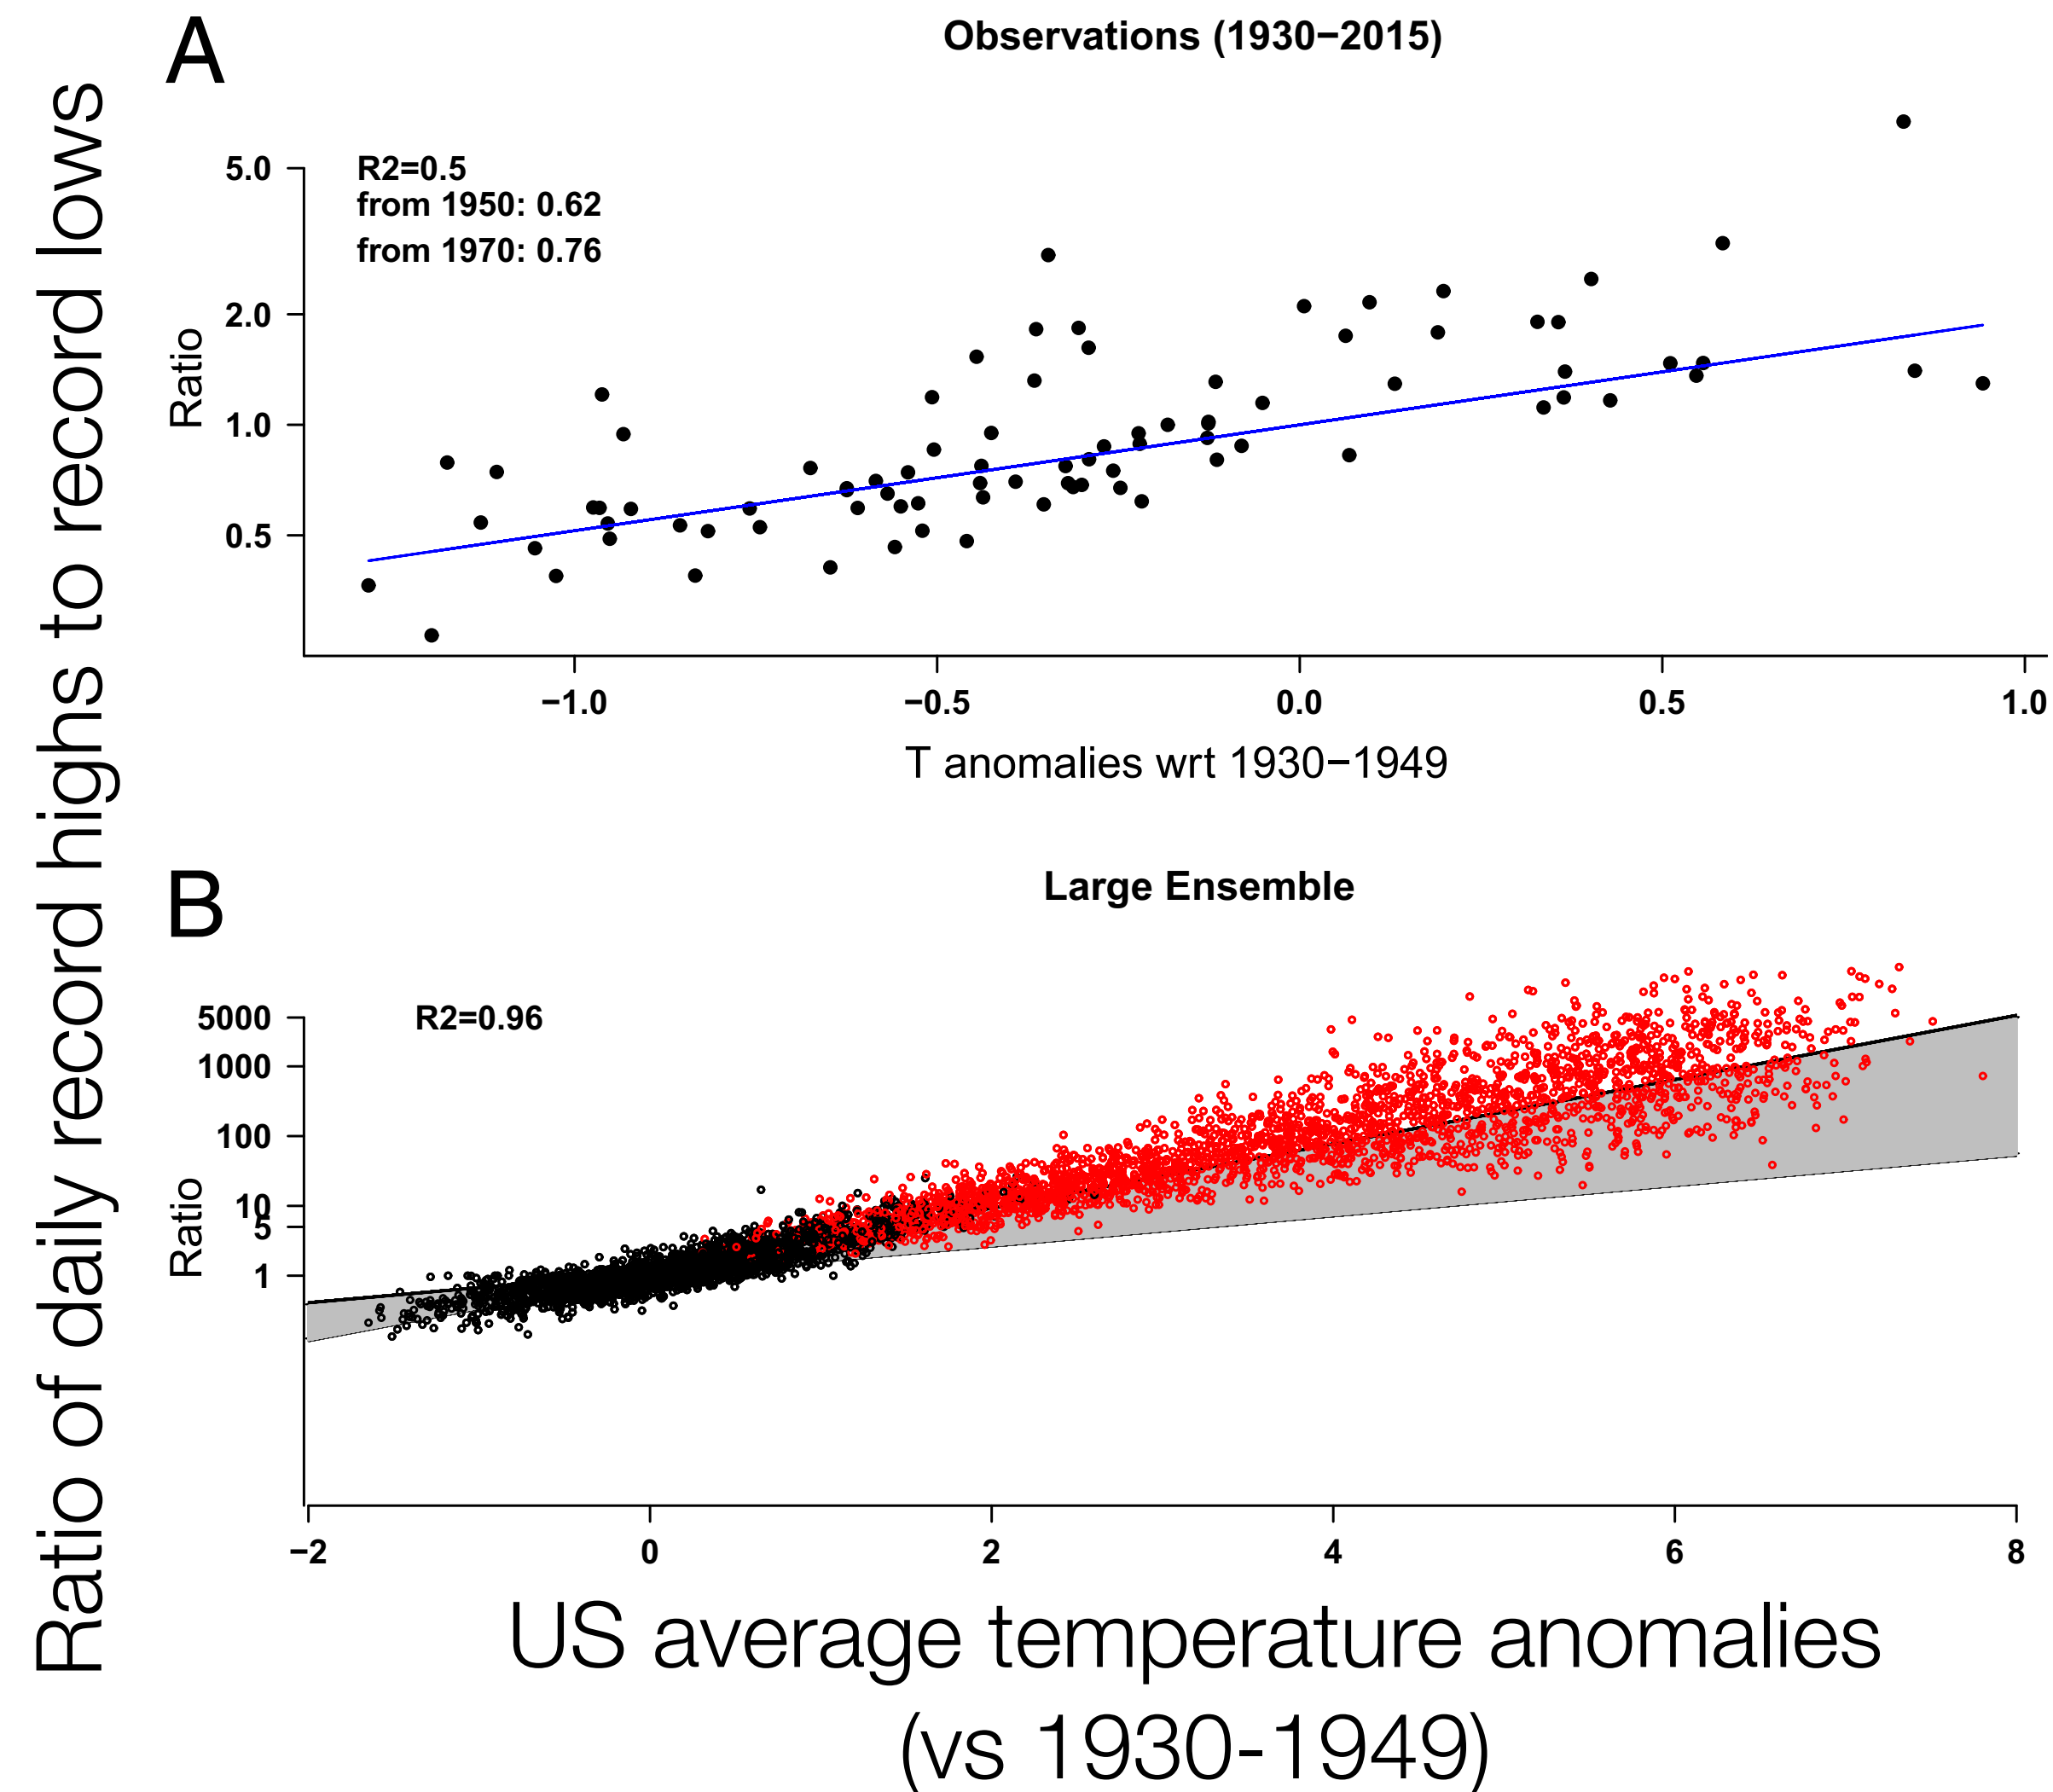 Ratio of daily record highs to record lows
A
Observations (1930−2015)
R2=0.5
from 1950: 0.62
from 1970: 0.76
Ratio
5.0
2.0
1.0
0.5
−1.0 −0.5 0.0 0.5 1.0
T anomalies wrt 1930−1949
B
Large Ensemble
R2=0.96
Ratio
5000
1000
100
10
5
1
−2 0 2 4 6 8
US average temperature anomalies
(vs 1930-1949)